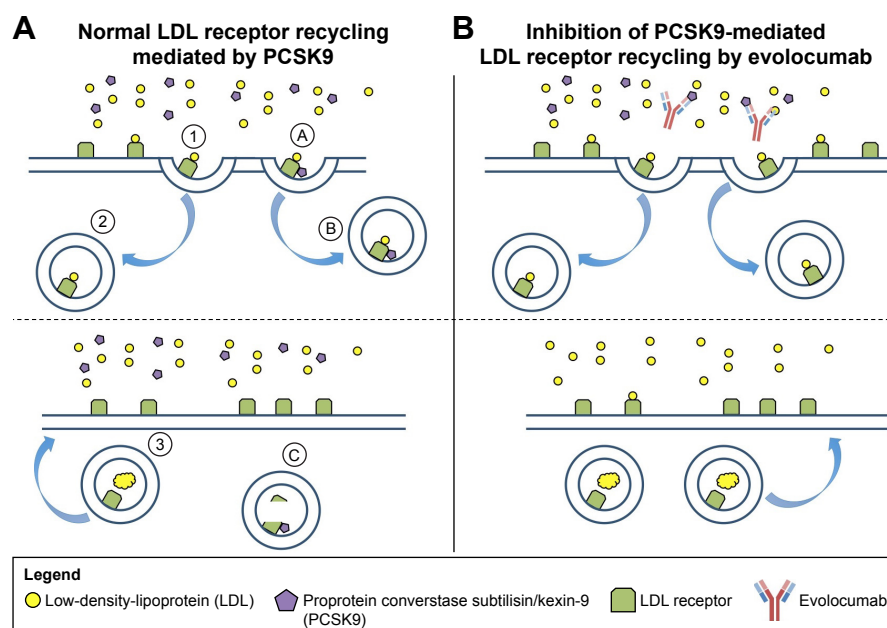 A
Normal LDL receptor recycling
mediated by PCSK9
B
Inhibition of PCSK9-mediated
LDL receptor recycling by evolocumab
1
A
2
B
3
C
Legend
Low-density-lipoprotein (LDL)
Proprotein converstase subtilisin/kexin-9
(PCSK9)
LDL receptor
Evolocumab